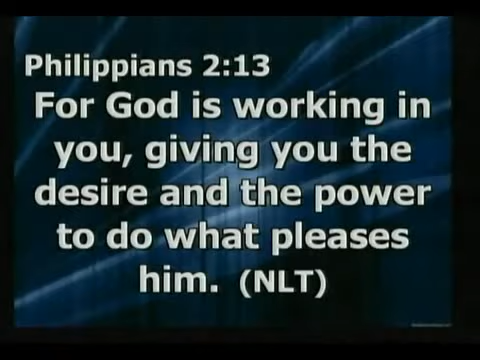 Philippians 2:13
For God is working in
you, giving you the
desire and the power
to do what pleases
him. (NLT)